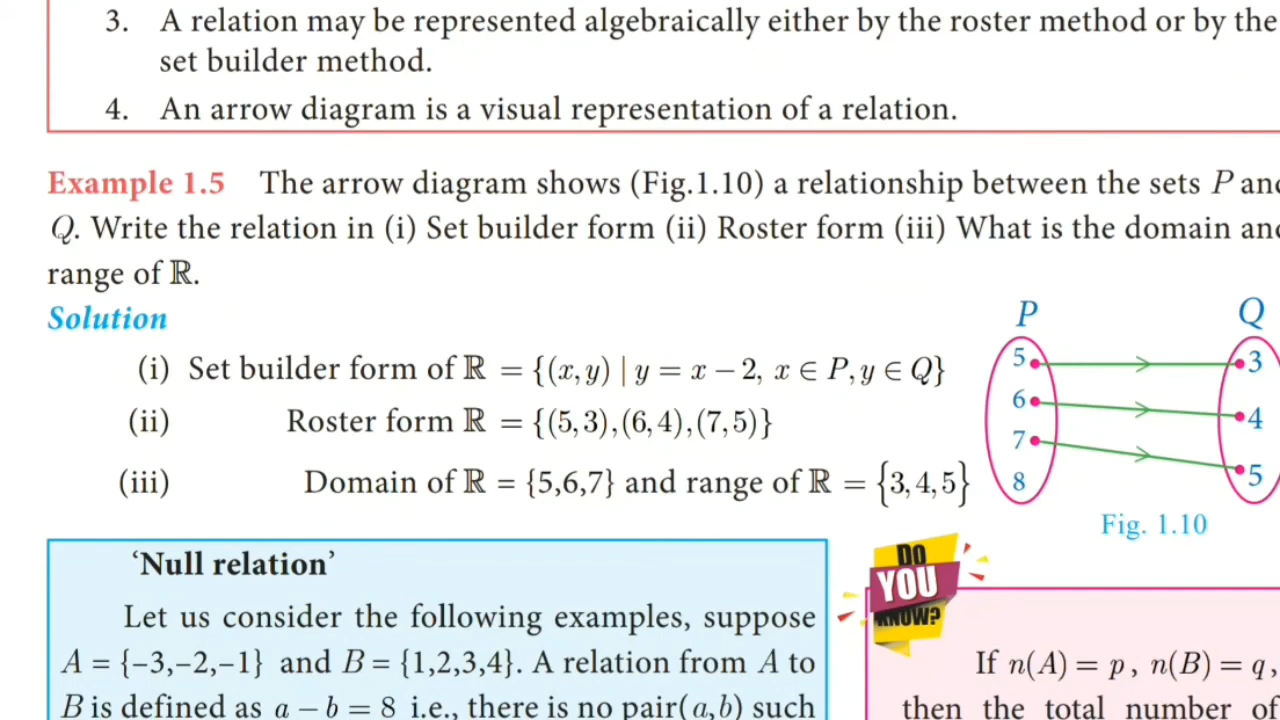 3. A relation may be represented algebraically either by the roster method or by the
set builder method.
4. An arrow diagram is a visual representation of a relation.
Example 1.5 The arrow diagram shows (Fig.1.10) a relationship between the sets P and
Q. Write the relation in (i) Set builder form (ii) Roster form (iii) What is the domain and
range of ℝ.
Solution
(i) Set builder form of ℝ = {(x,y) | y = x − 2, x ∈ P, y ∈ Q}
(ii) Roster form ℝ = {(5,3),(6,4),(7,5)}
(iii) Domain of ℝ = {5,6,7} and range of ℝ = {3,4,5}
P Q
5 3
6 4
7 5
8
Fig. 1.10
‘Null relation’
Let us consider the following examples, suppose
A = {−3,−2,−1} and B = {1,2,3,4}. A relation from A to
B is defined as a − b = 8 i.e., there is no pair(a,b) such
DO
YOU
KNOW?
If n(A) = p, n(B) = q,
then the total number of